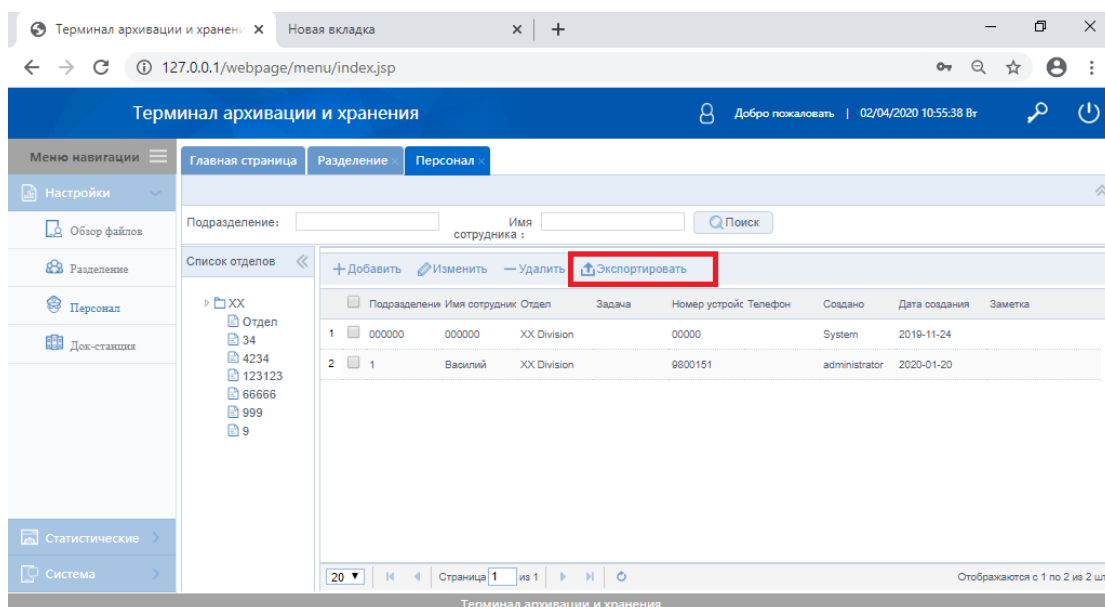 Терминал архивации и хранени
Новая вкладка
127.0.0.1/webpage/menu/index.jsp
Терминал архивации и хранения
Добро пожаловать | 02/04/2020 10:55:38 Вт
Меню навигации
Главная страница Разделение Персонал
Настройки
Обзор файлов
Разделение
Персонал
Док-станция
Статистические
Система
Подразделение: Имя сотрудника : Поиск
Список отделов
XX
Отдел
34
4234
123123
66666
999
9
Добавить Изменить Удалить Экспортировать
Подразделени Имя сотрудник Отдел Задача Номер устройс Телефон Создано Дата создания Заметка
1 000000 000000 XX Division 00000 System 2019-11-24
2 1 Василий XX Division 9800151 administrator 2020-01-20
20 Страница 1 из 1 Отображаются с 1 по 2 из 2 шт
Терминал архивации и хранения